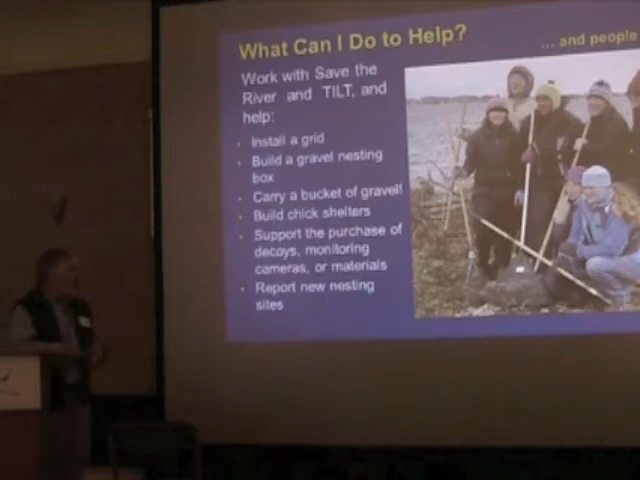 What Can I Do to Help?
... and people
Work with Save the
River and TILT, and
help:
• Install a grid
• Build a gravel nesting
box
• Carry a bucket of gravel!
• Build chick shelters
• Support the purchase of
decoys, monitoring
cameras, or materials
• Report new nesting
sites